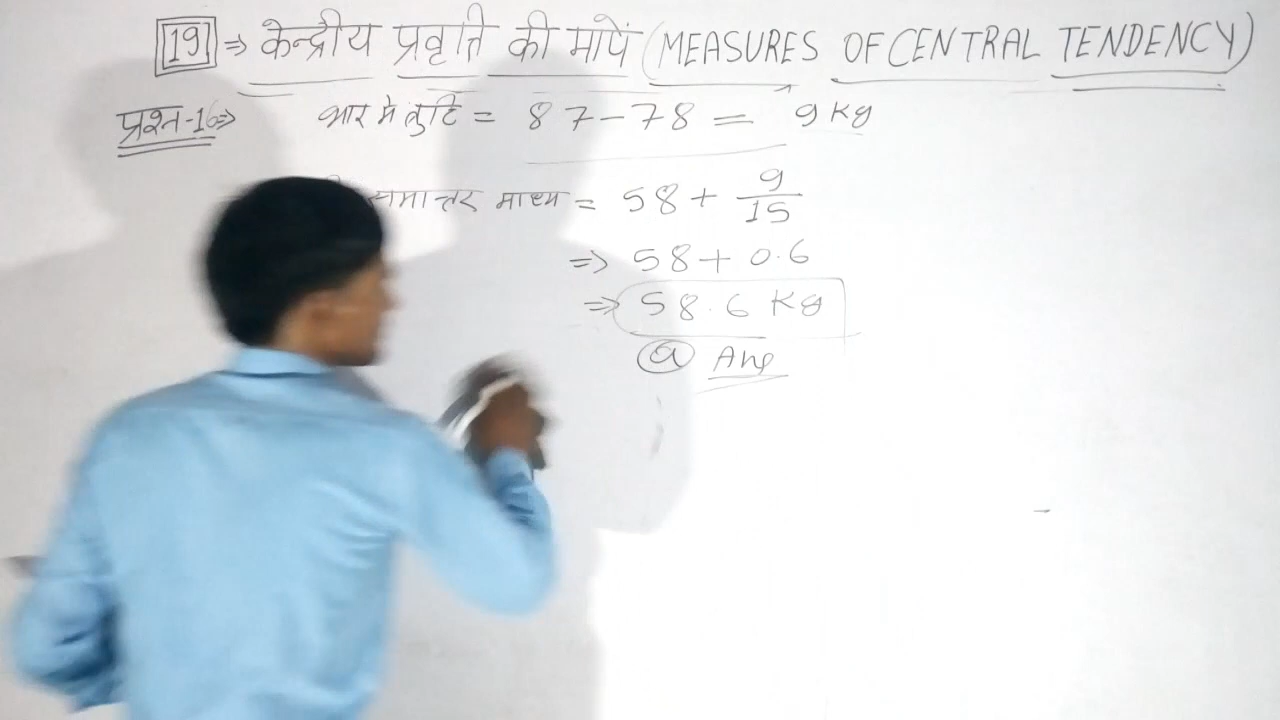 19 ⇒ केन्द्रीय प्रवृत्ति की मापें (MEASURES OF CENTRAL TENDENCY)
प्रश्न-16⇒ भार में त्रुटि = 87-78 = 9 Kg
समान्तर माध्य = 58 + 9/15
⇒ 58 + 0.6
⇒ 58.6 Kg
ⓐ Ans